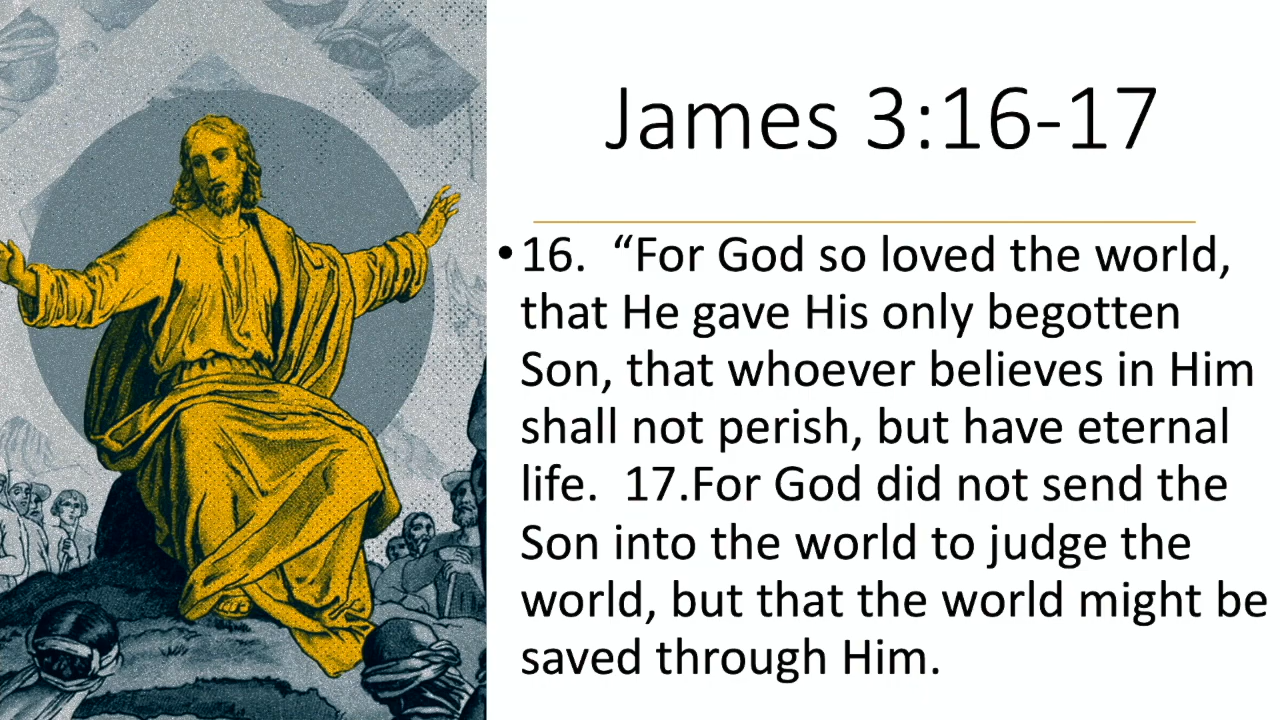 James 3:16-17
•16.  “For God so loved the world,
that He gave His only begotten
Son, that whoever believes in Him
shall not perish, but have eternal
life.  17.For God did not send the
Son into the world to judge the
world, but that the world might be
saved through Him.